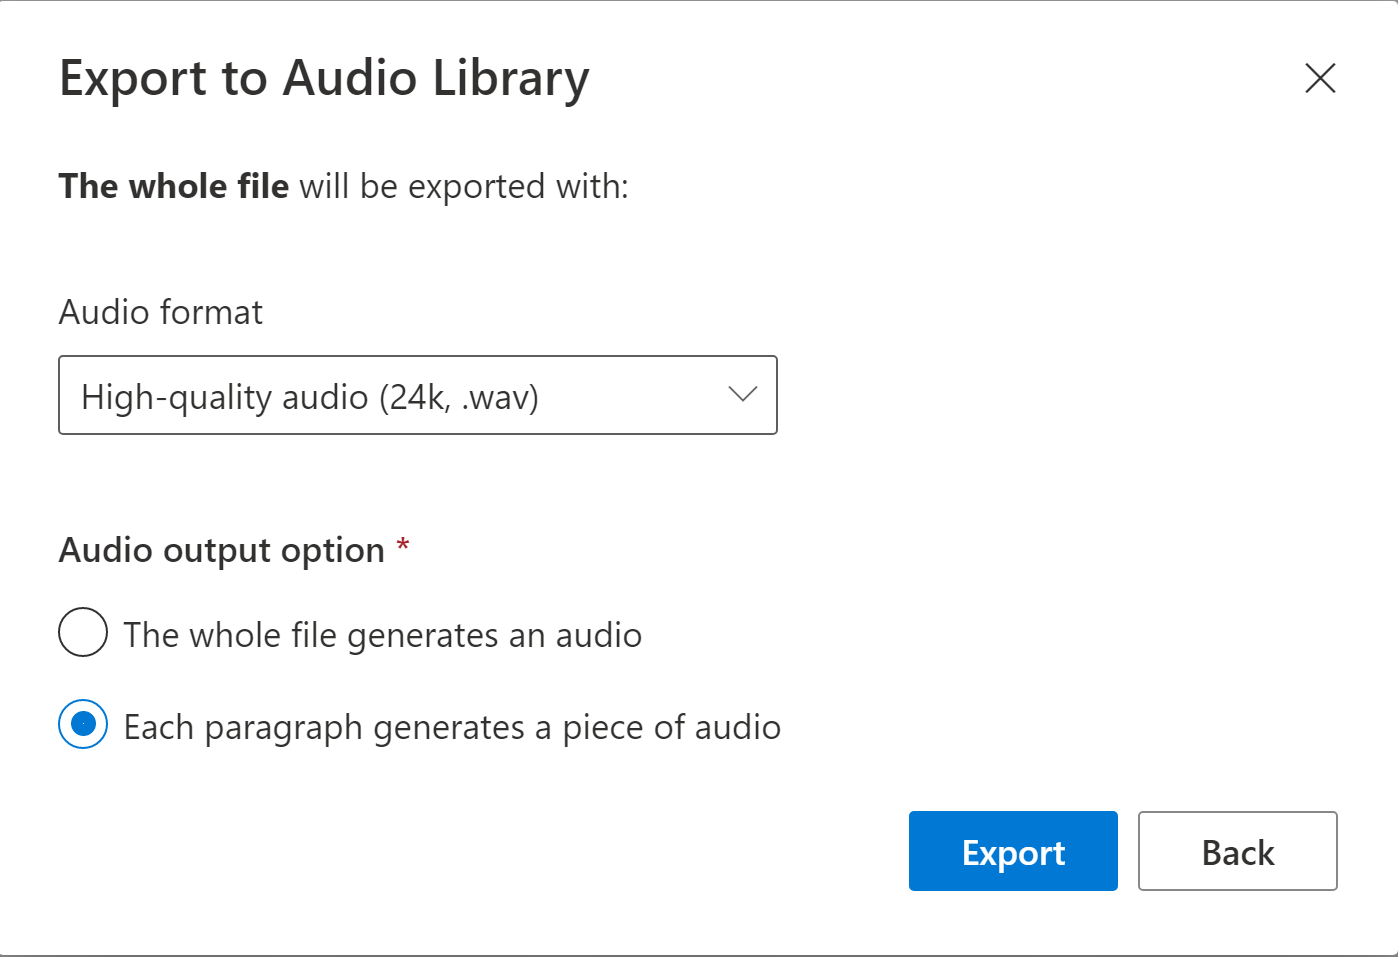 Export to Audio Library
The whole file will be exported with:
Audio format
High-quality audio (24k, .wav)
Audio output option *
The whole file generates an audio
Each paragraph generates a piece of audio
Export
Back